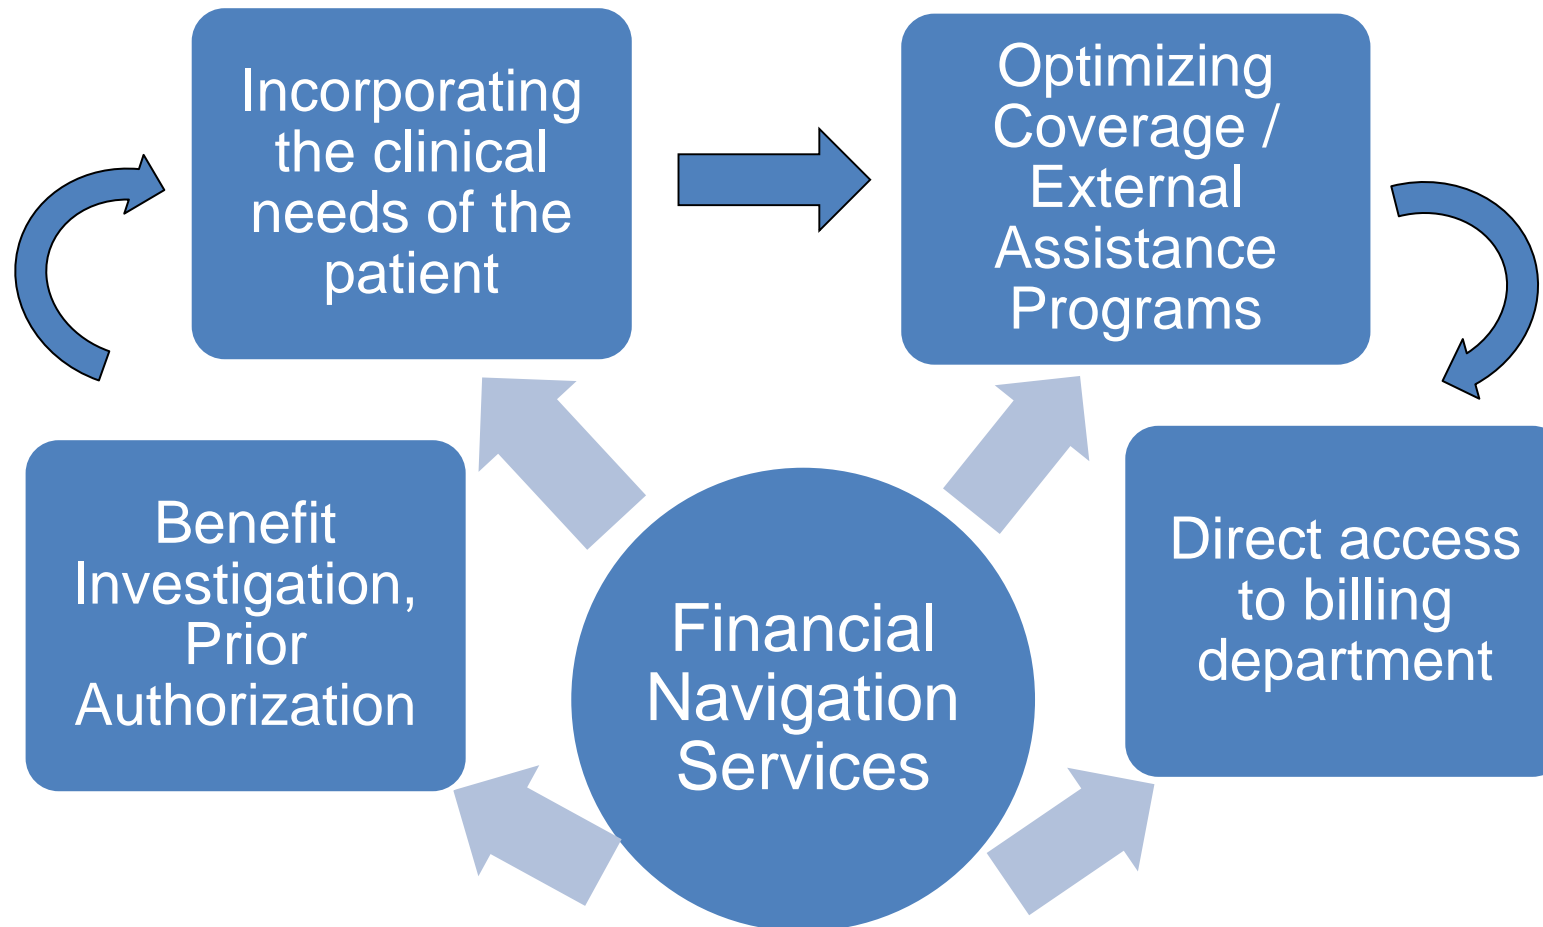 Incorporating
the clinical
needs of the
patient
Optimizing
Coverage /
External
Assistance
Programs
Benefit
Investigation,
Prior
Authorization
Financial
Navigation
Services
Direct access
to billing
department